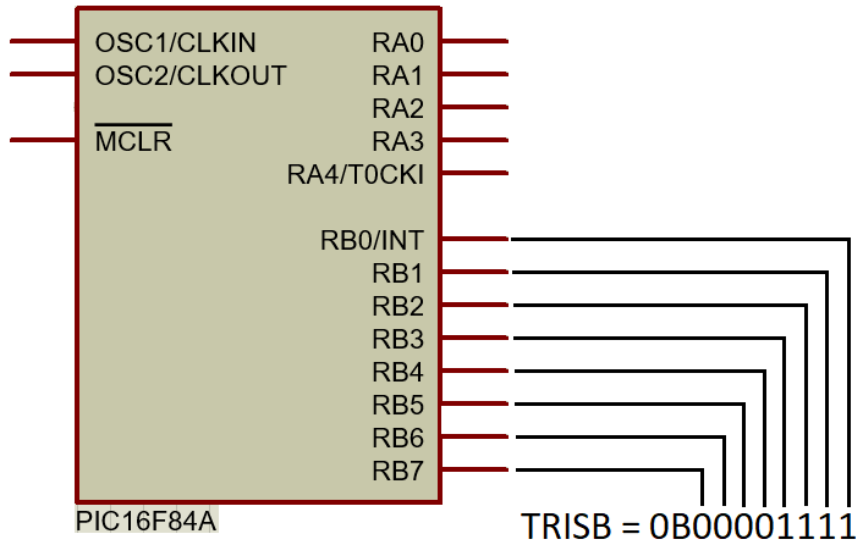 OSC1/CLKIN RA0
OSC2/CLKOUT RA1
RA2
MCLR RA3
RA4/T0CKI
RB0/INT
RB1
RB2
RB3
RB4
RB5
RB6
RB7
PIC16F84A
TRISB = 0B00001111